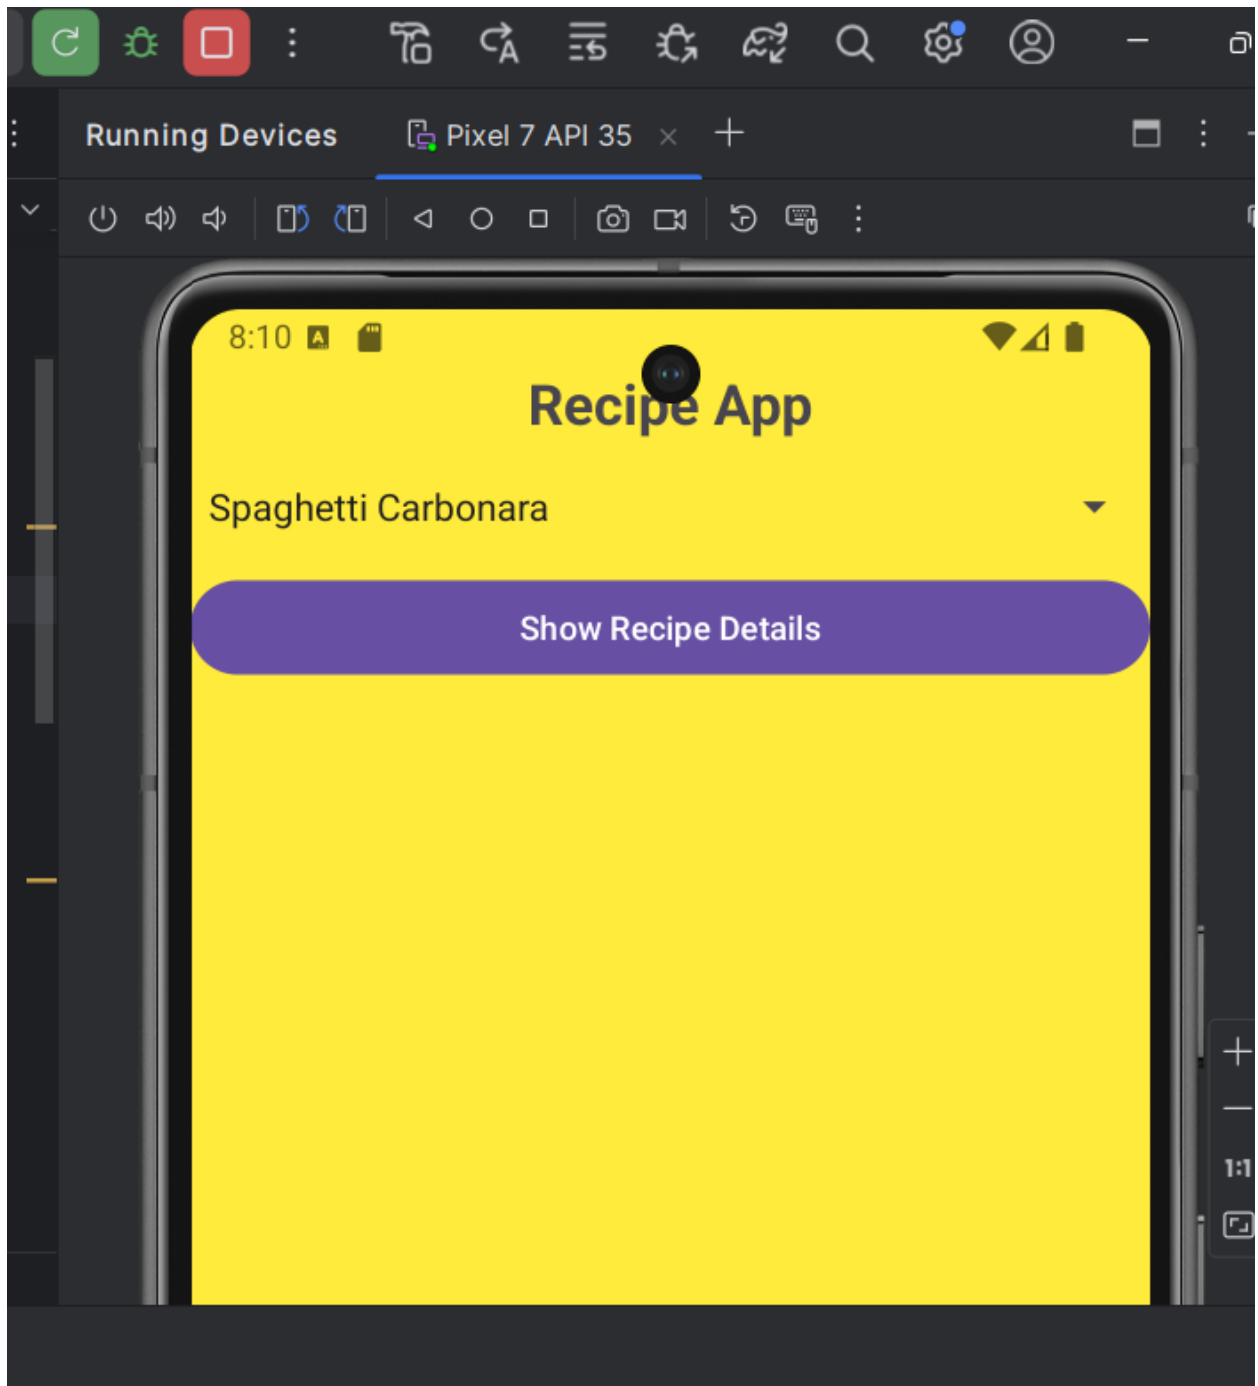 Running Devices
Pixel 7 API 35
8:10 A
Recipe App
Spaghetti Carbonara
Show Recipe Details
1:1